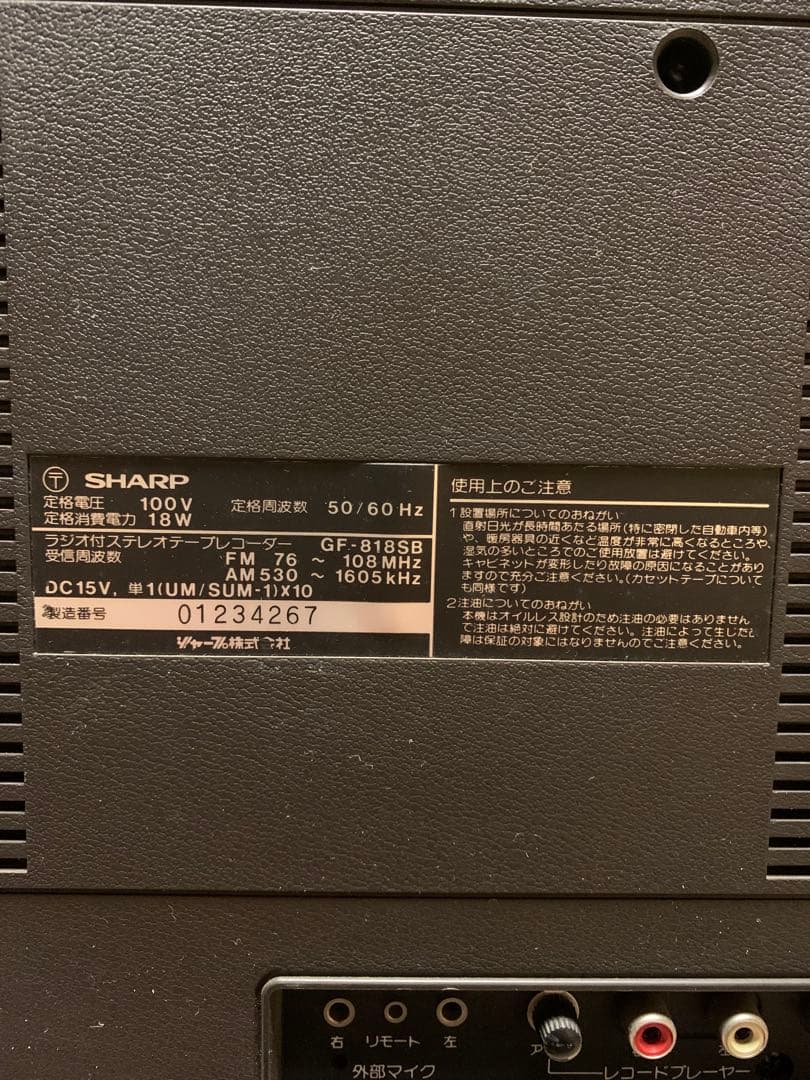 〒 SHARP
定格電圧 100V 定格周波数 50/60Hz
定格消費電力 18W
ラジオ付ステレオテープレコーダー GF-818SB
受信周波数 FM 76 ～ 108MHz
AM 530 ～ 1605kHz
DC15V, 単1(UM/SUM-1)X10
製造番号 01234267
シャープ株式会社
使用上のご注意
1 設置場所についてのおねがい
直射日光が長時間あたる場所(特に密閉した自動車内等)
や、暖房器具の近くなど温度が非常に高くなるところや、
湿気の多いところでのご使用放置は避けてください。
キャビネットが変形したり故障の原因になることがあり
ますので充分ご注意ください。(カセットテープについて
も同様です)
2 注油についてのおねがい
本機はオイルレス設計のため注油の必要はありません
ので注油は絶対に避けてください。注油によって生じた故
障は保証の対象にはなりませんのでご注意ください。
右 リモート 左
外部マイク
レコードプレーヤー